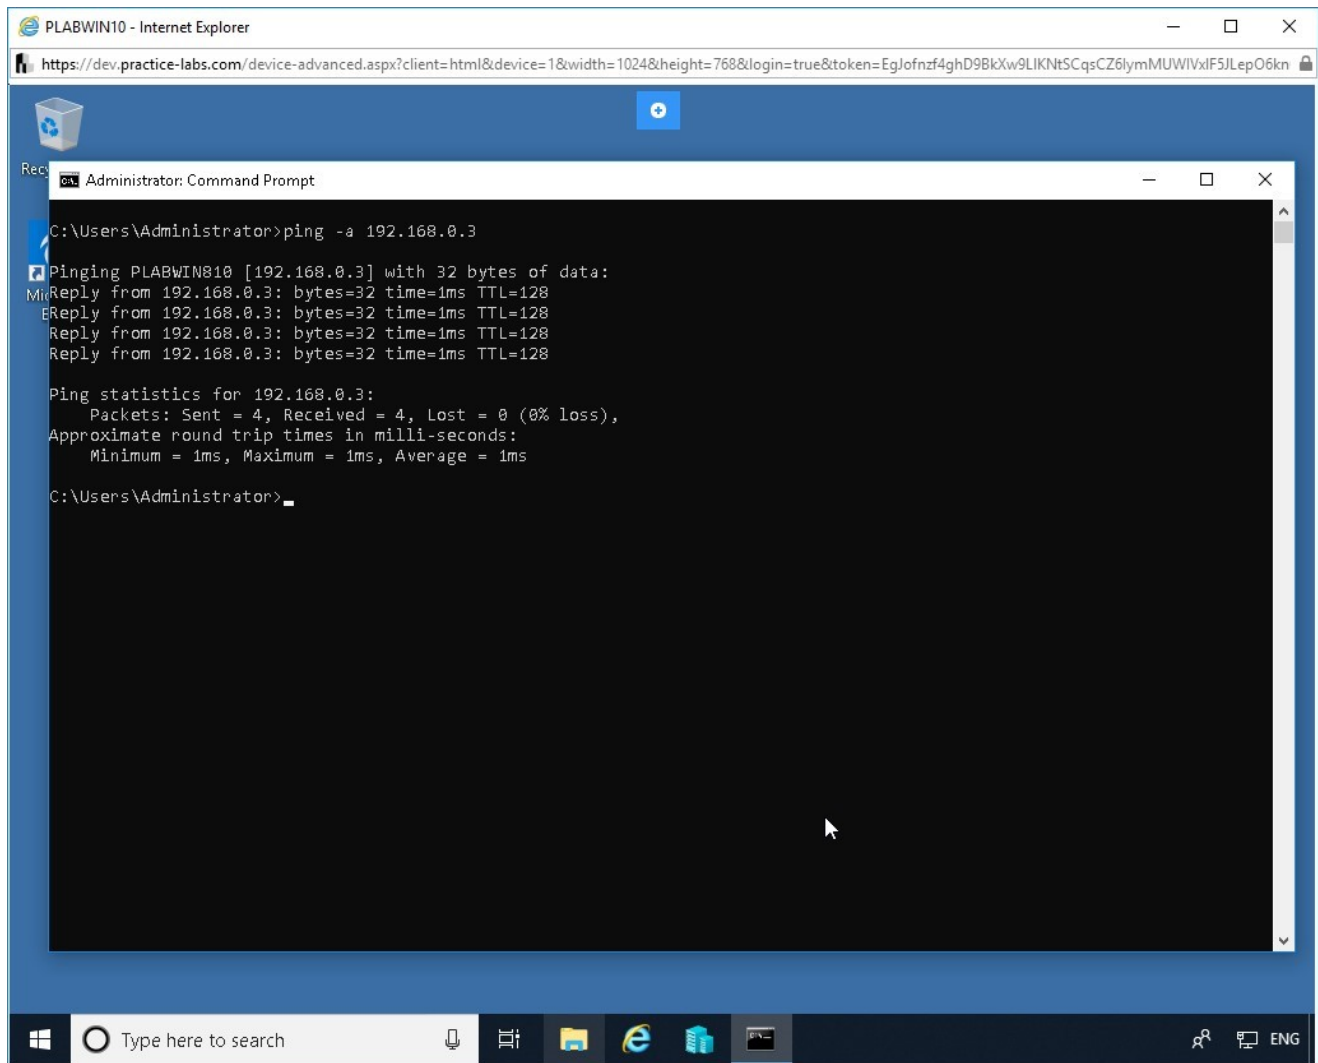 PLABWIN10 - Internet Explorer
https://dev.practice-labs.com/device-advanced.aspx?client=html&device=1&width=1024&height=768&login=true&token=EgJofnzf4ghD9BkXw9LIKNtSCqsCZ6lymMUWIVxlF5JLepO6kn
Administrator: Command Prompt
C:\Users\Administrator>ping -a 192.168.0.3
Pinging PLABWIN810 [192.168.0.3] with 32 bytes of data:
Reply from 192.168.0.3: bytes=32 time=1ms TTL=128
Reply from 192.168.0.3: bytes=32 time=1ms TTL=128
Reply from 192.168.0.3: bytes=32 time=1ms TTL=128
Reply from 192.168.0.3: bytes=32 time=1ms TTL=128
Ping statistics for 192.168.0.3:
Packets: Sent = 4, Received = 4, Lost = 0 (0% loss),
Approximate round trip times in milli-seconds:
Minimum = 1ms, Maximum = 1ms, Average = 1ms
C:\Users\Administrator>
Type here to search
ENG